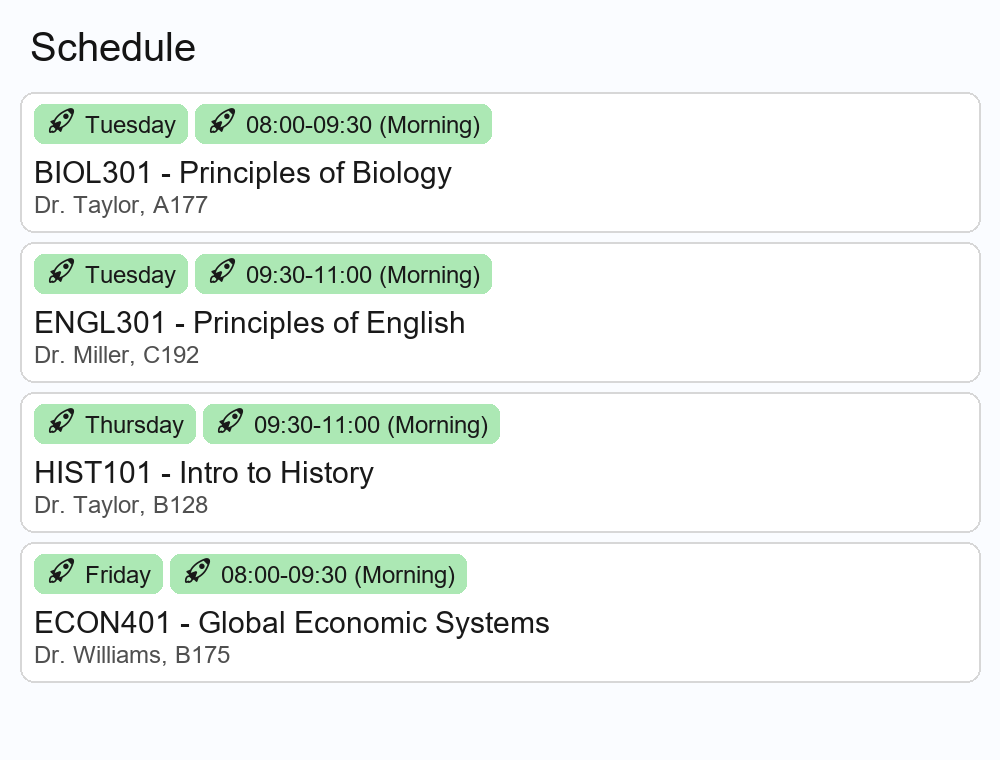 Schedule
Tuesday 08:00-09:30 (Morning)
BIOL301 - Principles of Biology
Dr. Taylor, A177
Tuesday 09:30-11:00 (Morning)
ENGL301 - Principles of English
Dr. Miller, C192
Thursday 09:30-11:00 (Morning)
HIST101 - Intro to History
Dr. Taylor, B128
Friday 08:00-09:30 (Morning)
ECON401 - Global Economic Systems
Dr. Williams, B175